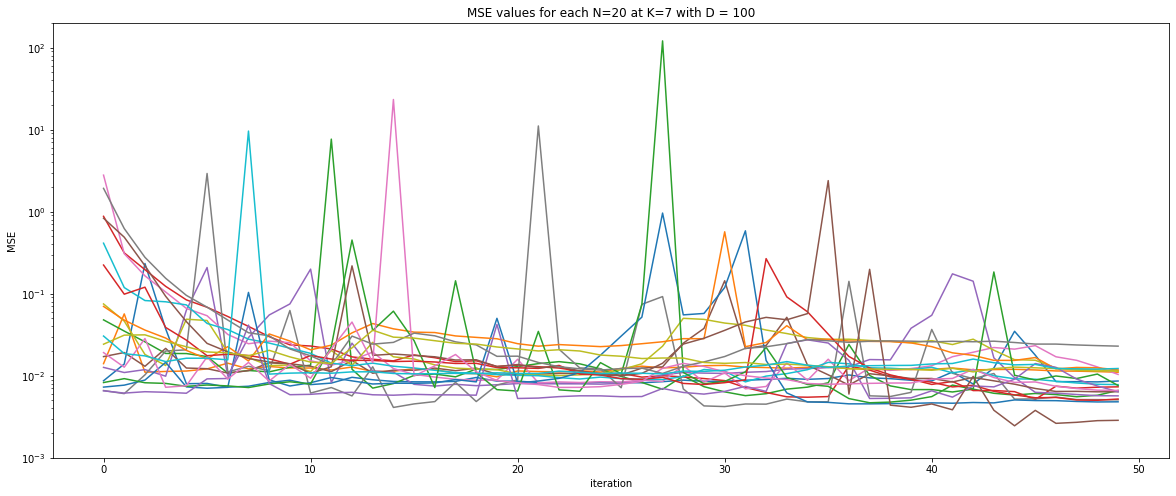 MSE values for each N=20 at K=7 with D = 100
MSE
10²
10¹
10⁰
10⁻¹
10⁻²
10⁻³
0 10 20 30 40 50
iteration